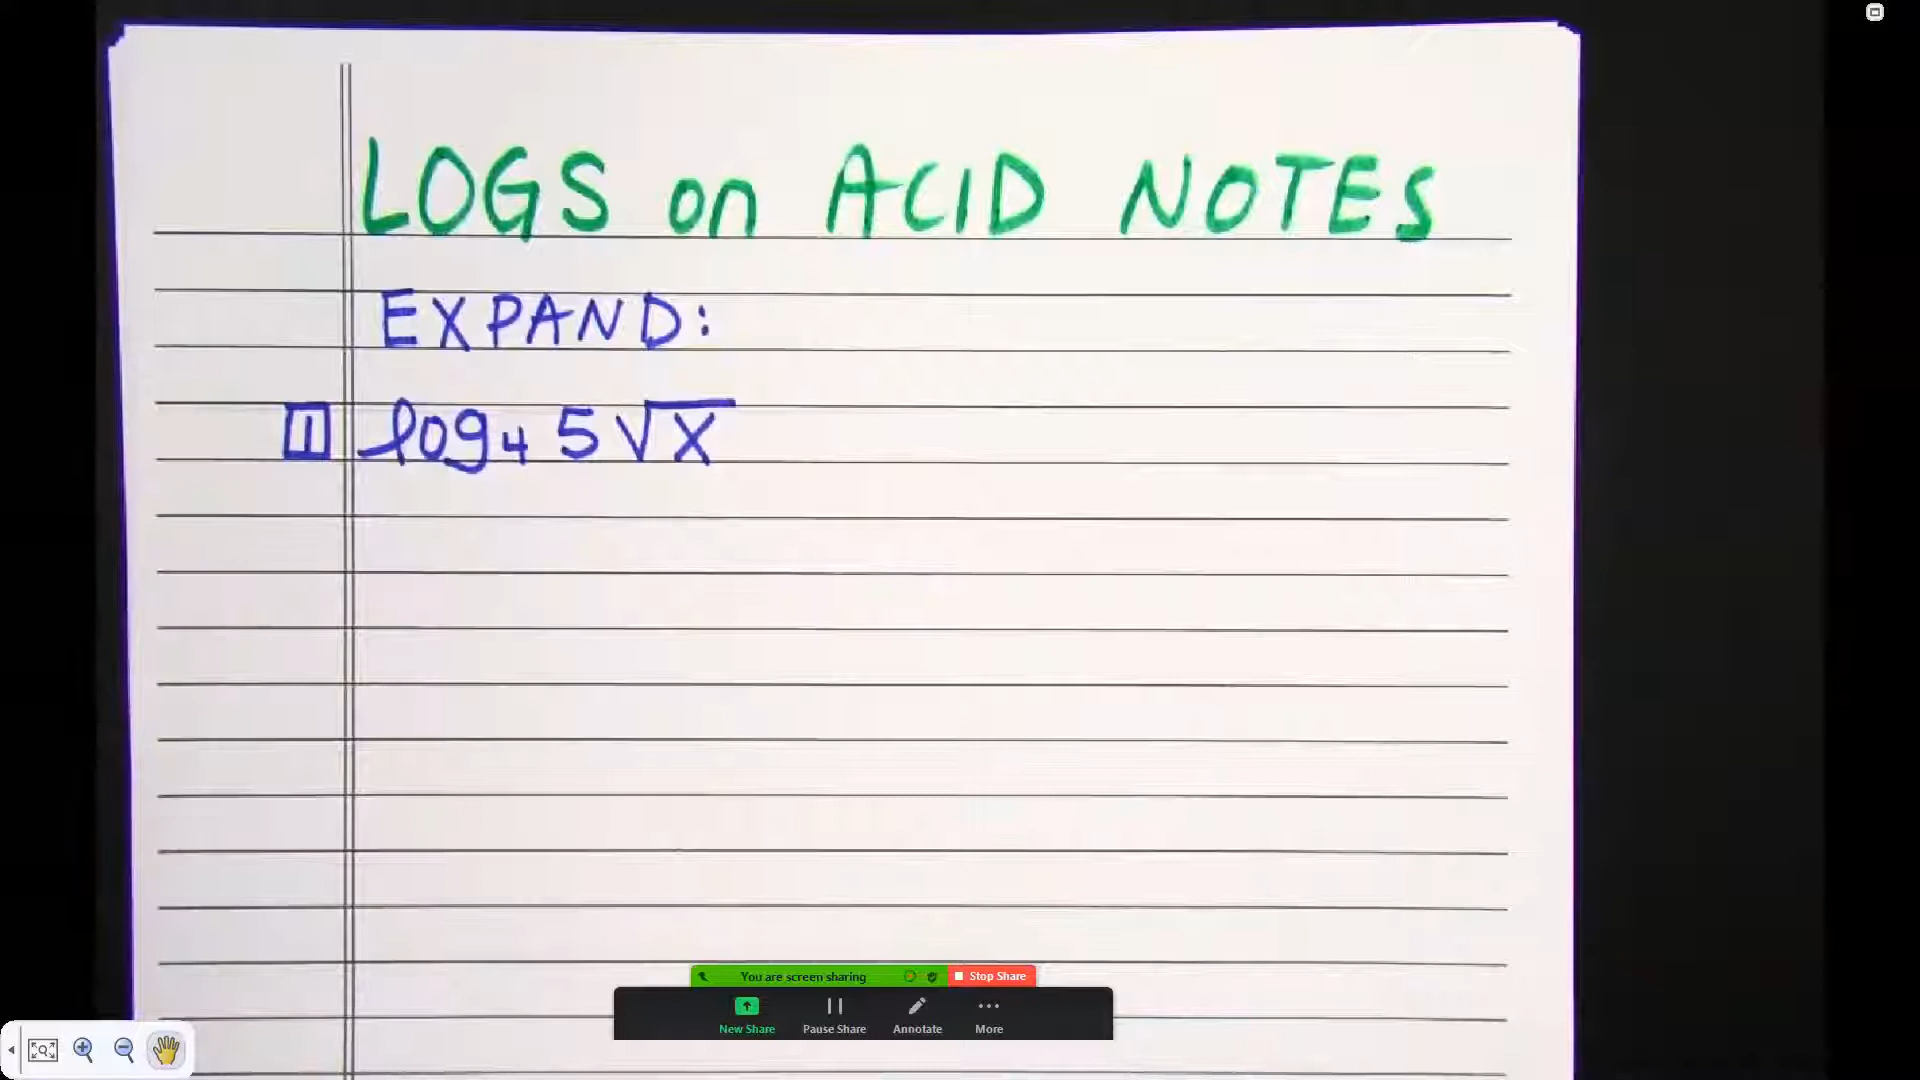 LOGS on ACID NOTES
EXPAND:
1 log₄ 5√x
You are screen sharing
Stop Share
New Share
Pause Share
Annotate
More